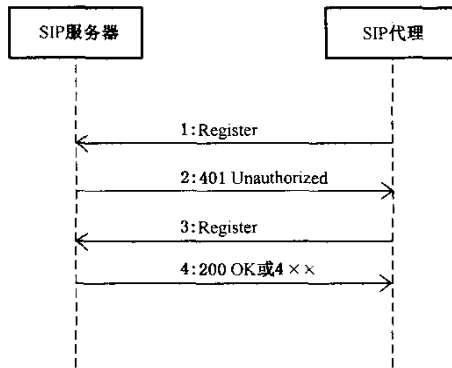 SIP服务器
SIP代理
1:Register
2:401 Unauthorized
3:Register
4:200 OK或4××